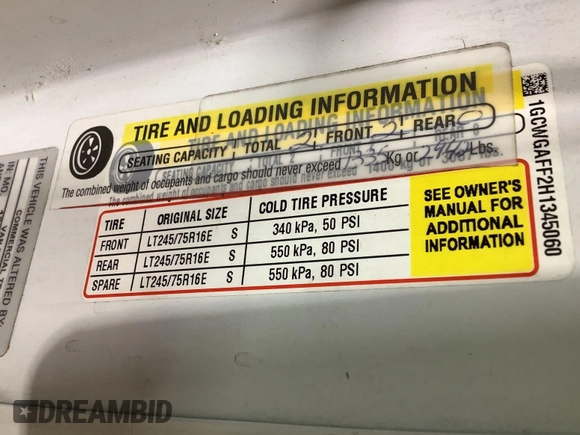 TIRE AND LOADING INFORMATION
SEATING CAPACITY TOTAL 2 FRONT 2 REAR 0
The combined weight of occupants and cargo should never exceed Kg or Lbs.
TIRE ORIGINAL SIZE COLD TIRE PRESSURE
FRONT LT245/75R16E S 340 kPa, 50 PSI
REAR LT245/75R16E S 550 kPa, 80 PSI
SPARE LT245/75R16E S 550 kPa, 80 PSI
SEE OWNER'S
MANUAL FOR
ADDITIONAL
INFORMATION
1GCWGAFF2H1345060
THIS VEHICLE WAS ALTERED BY:
COMMERCIAL
DREAMBID